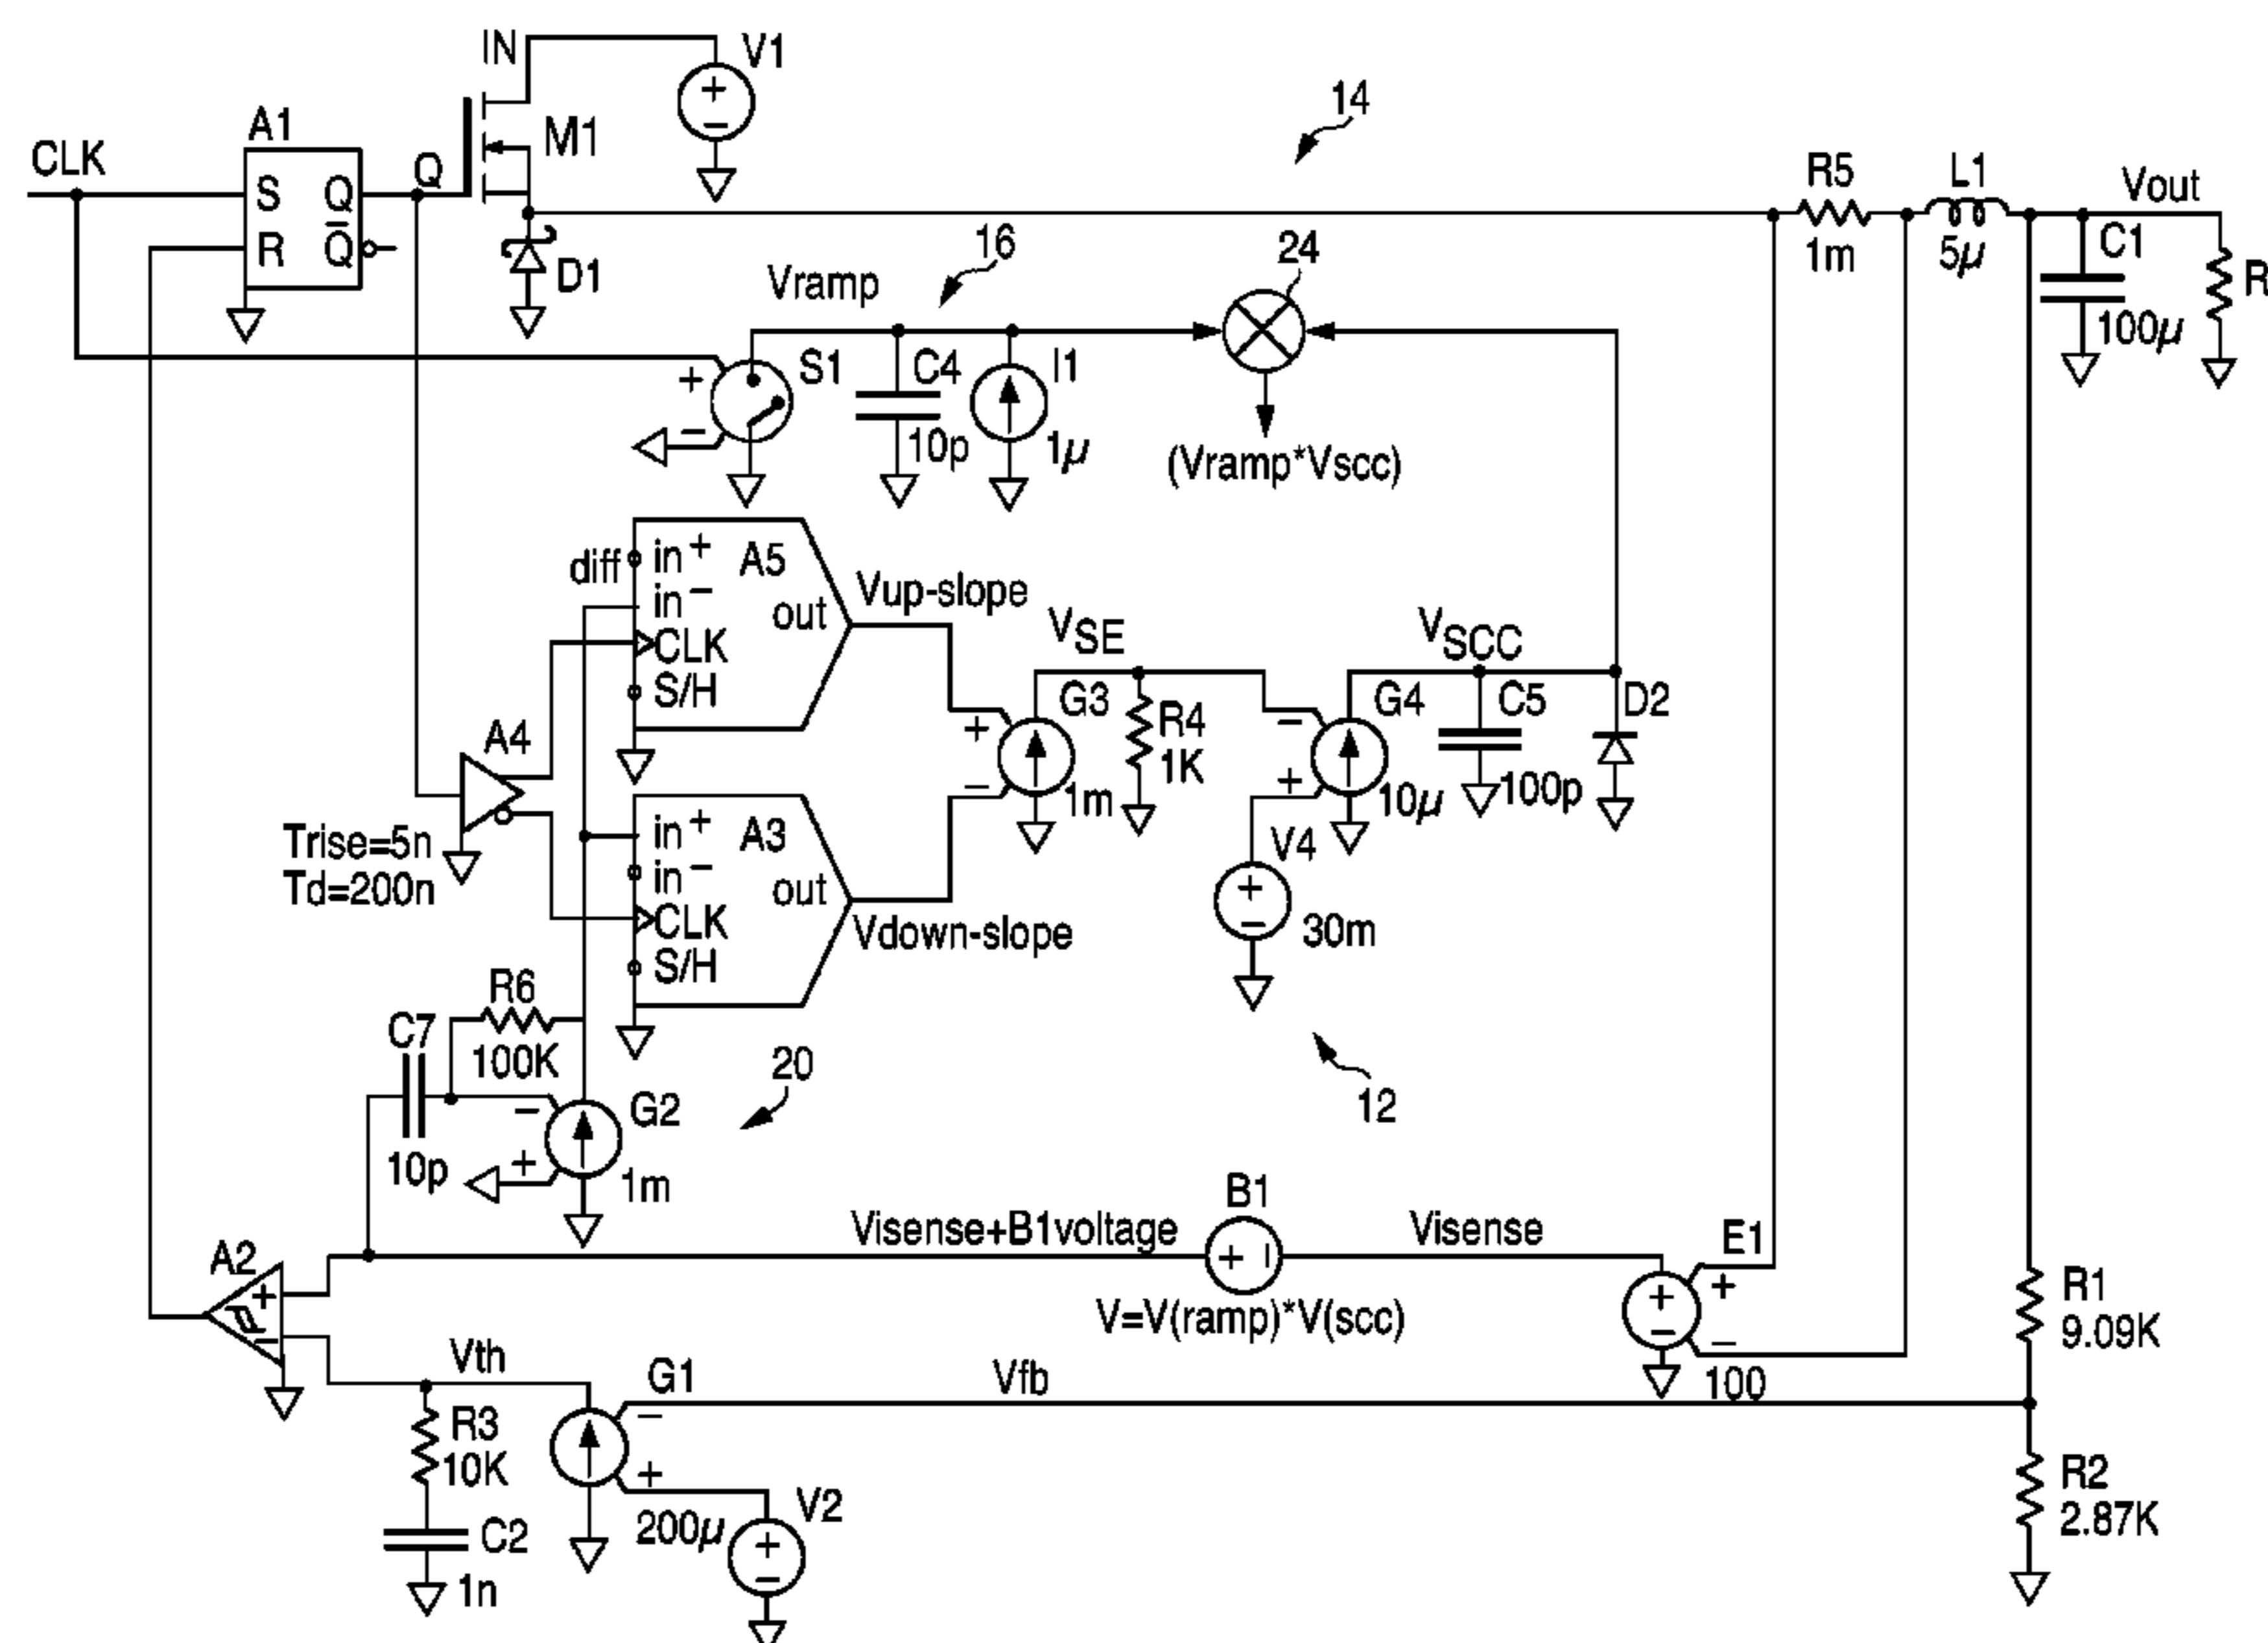 IN
V1
+
−
14
A1
CLK
Q
M1
S Q
R Q̅
R5
1m
L1
5µ
Vout
D1
16
24
Vramp
C1
100µ
R
S1
C4
I1
+
−
10p
1µ
(Vramp*Vscc)
diff
in+
A5
in−
out
CLK
S/H
Vup-slope
VSE
VSCC
G3
R4
1K
G4
C5
D2
+
−
1m
−
+
10µ
100p
A4
Trise=5n
Td=200n
in+
A3
in−
out
CLK
S/H
Vdown-slope
V4
+
−
30m
R6
100K
C7
10p
20
12
G2
−
+
1m
B1
Visense+B1voltage
+ −
Visense
E1
V=V(ramp)*V(scc)
+
−
+
−
100
A2
+
−
R1
9.09K
Vth
G1
Vfb
−
+
R3
10K
200µ
V2
+
−
R2
2.87K
C2
1n